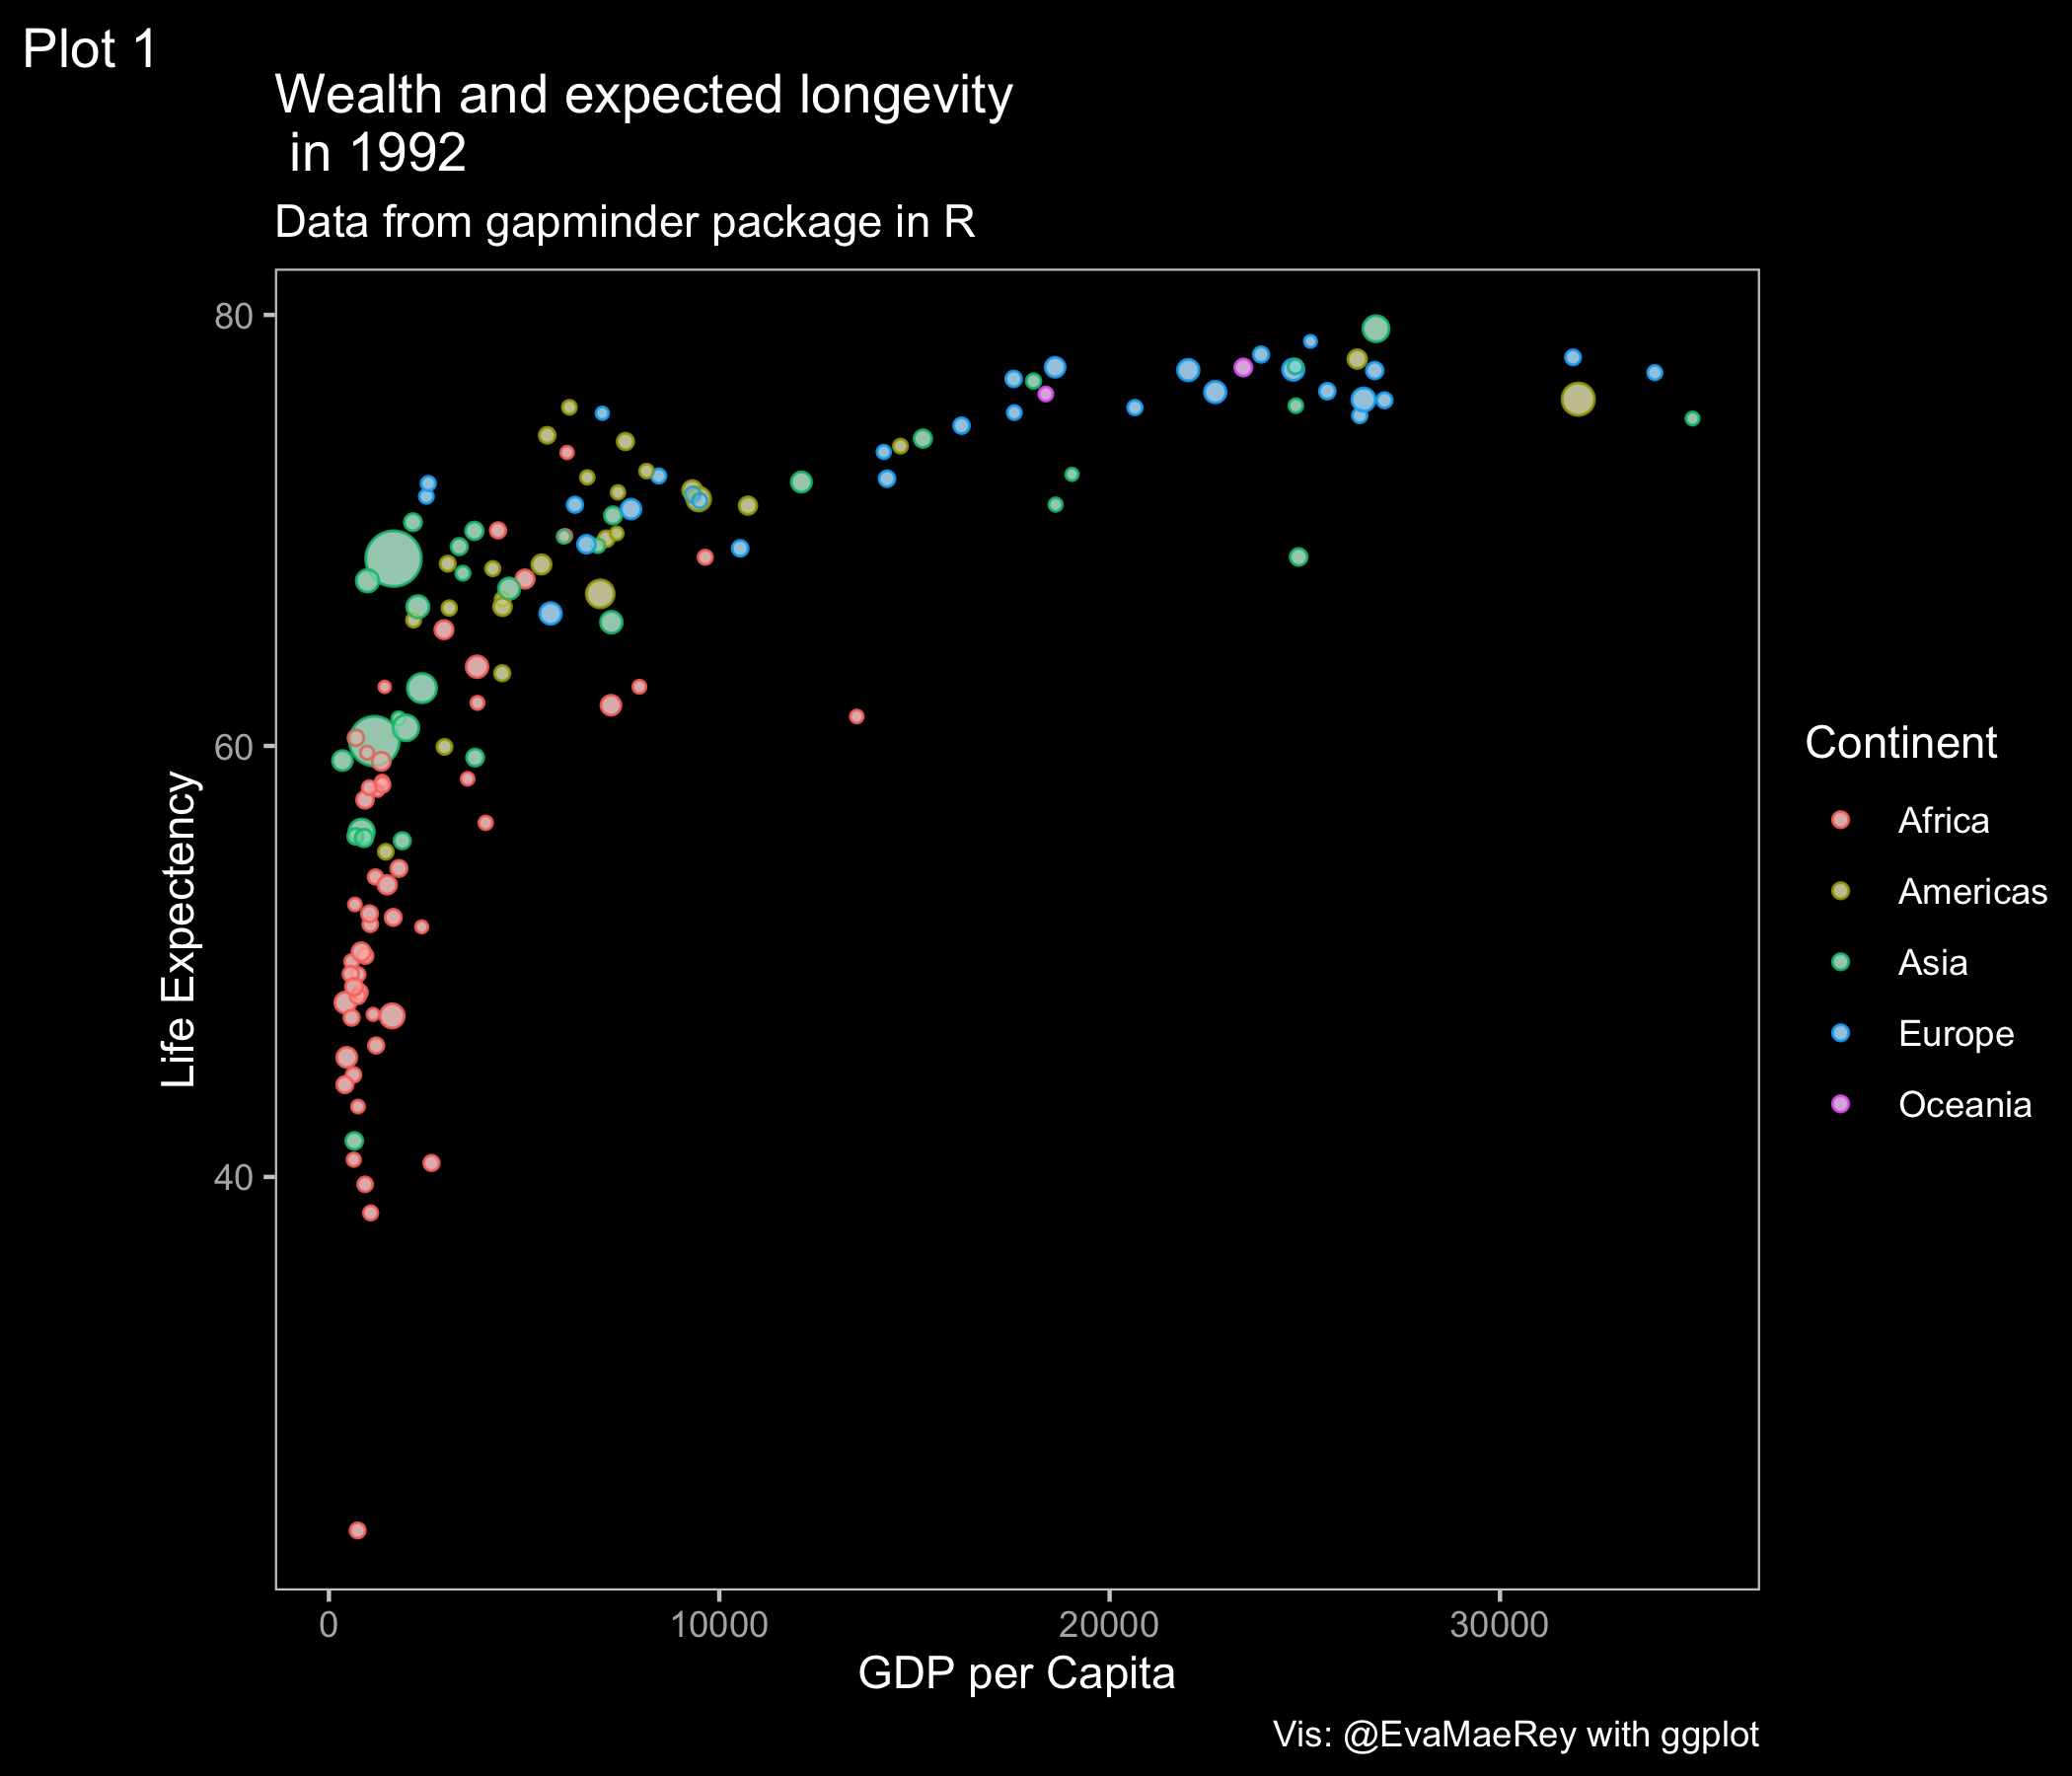 Plot 1
Wealth and expected longevity
in 1992
Data from gapminder package in R
80
60
40
Life Expectency
0 10000 20000 30000
GDP per Capita
Continent
Africa
Americas
Asia
Europe
Oceania
Vis: @EvaMaeRey with ggplot